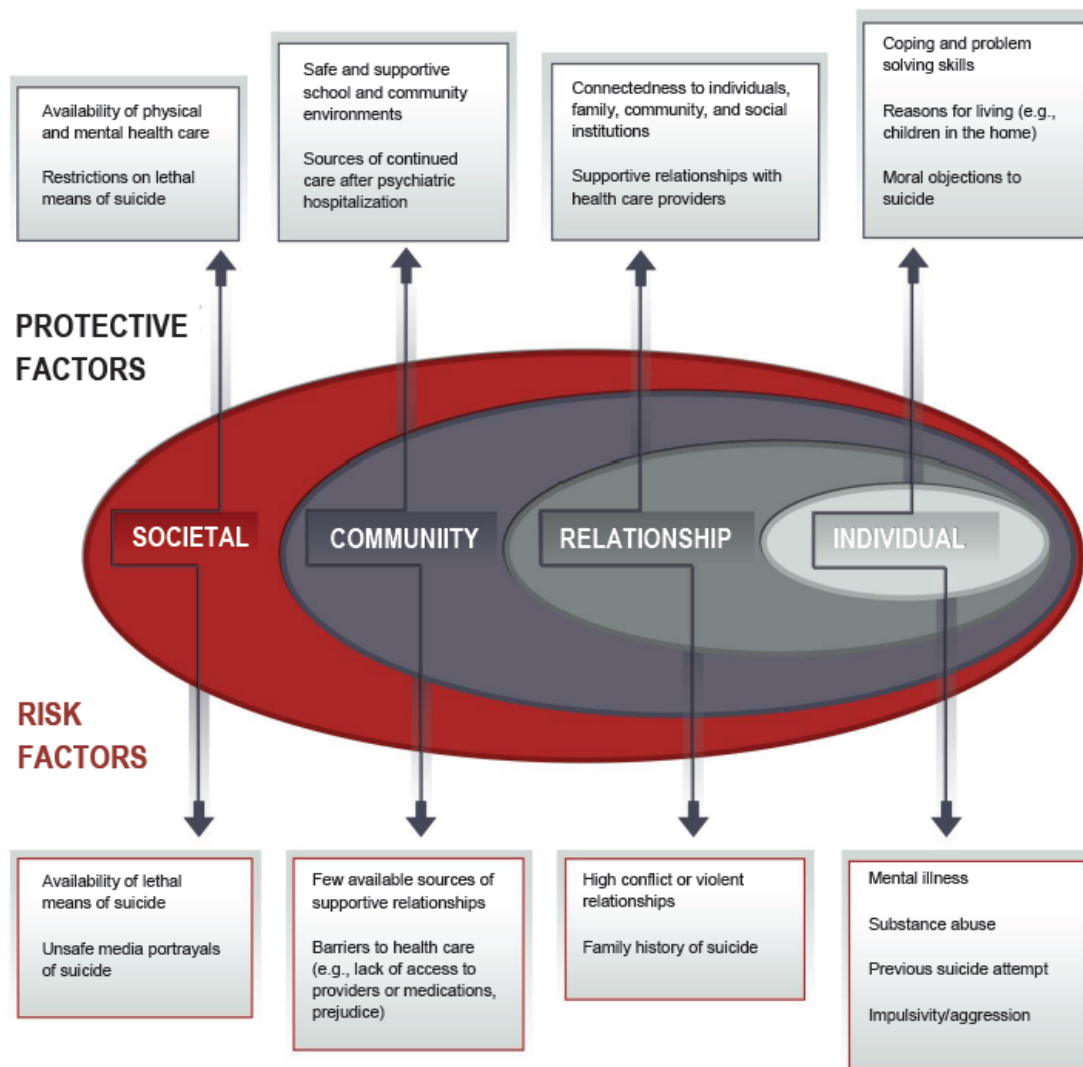 Availability of physical
and mental health care
Restrictions on lethal
means of suicide
Safe and supportive
school and community
environments
Sources of continued
care after psychiatric
hospitalization
Connectedness to individuals,
family, community, and social
institutions
Supportive relationships with
health care providers
Coping and problem
solving skills
Reasons for living (e.g.,
children in the home)
Moral objections to
suicide
PROTECTIVE
FACTORS
SOCIETAL
COMMUNIITY
RELATIONSHIP
INDIVIDUAL
RISK
FACTORS
Availability of lethal
means of suicide
Unsafe media portrayals
of suicide
Few available sources of
supportive relationships
Barriers to health care
(e.g., lack of access to
providers or medications,
prejudice)
High conflict or violent
relationships
Family history of suicide
Mental illness
Substance abuse
Previous suicide attempt
Impulsivity/aggression